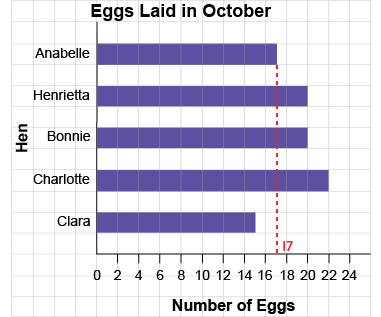 Eggs Laid in October
Hen
Anabelle
Henrietta
Bonnie
Charlotte
Clara
17
0 2 4 6 8 10 12 14 16 18 20 22 24
Number of Eggs